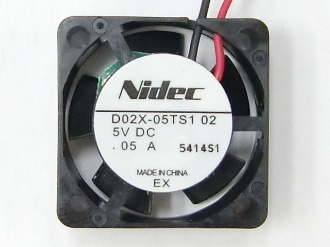 Nidec
D02X-05TS1 02
5V DC
.05 A 5414S1
MADE IN CHINA
EX